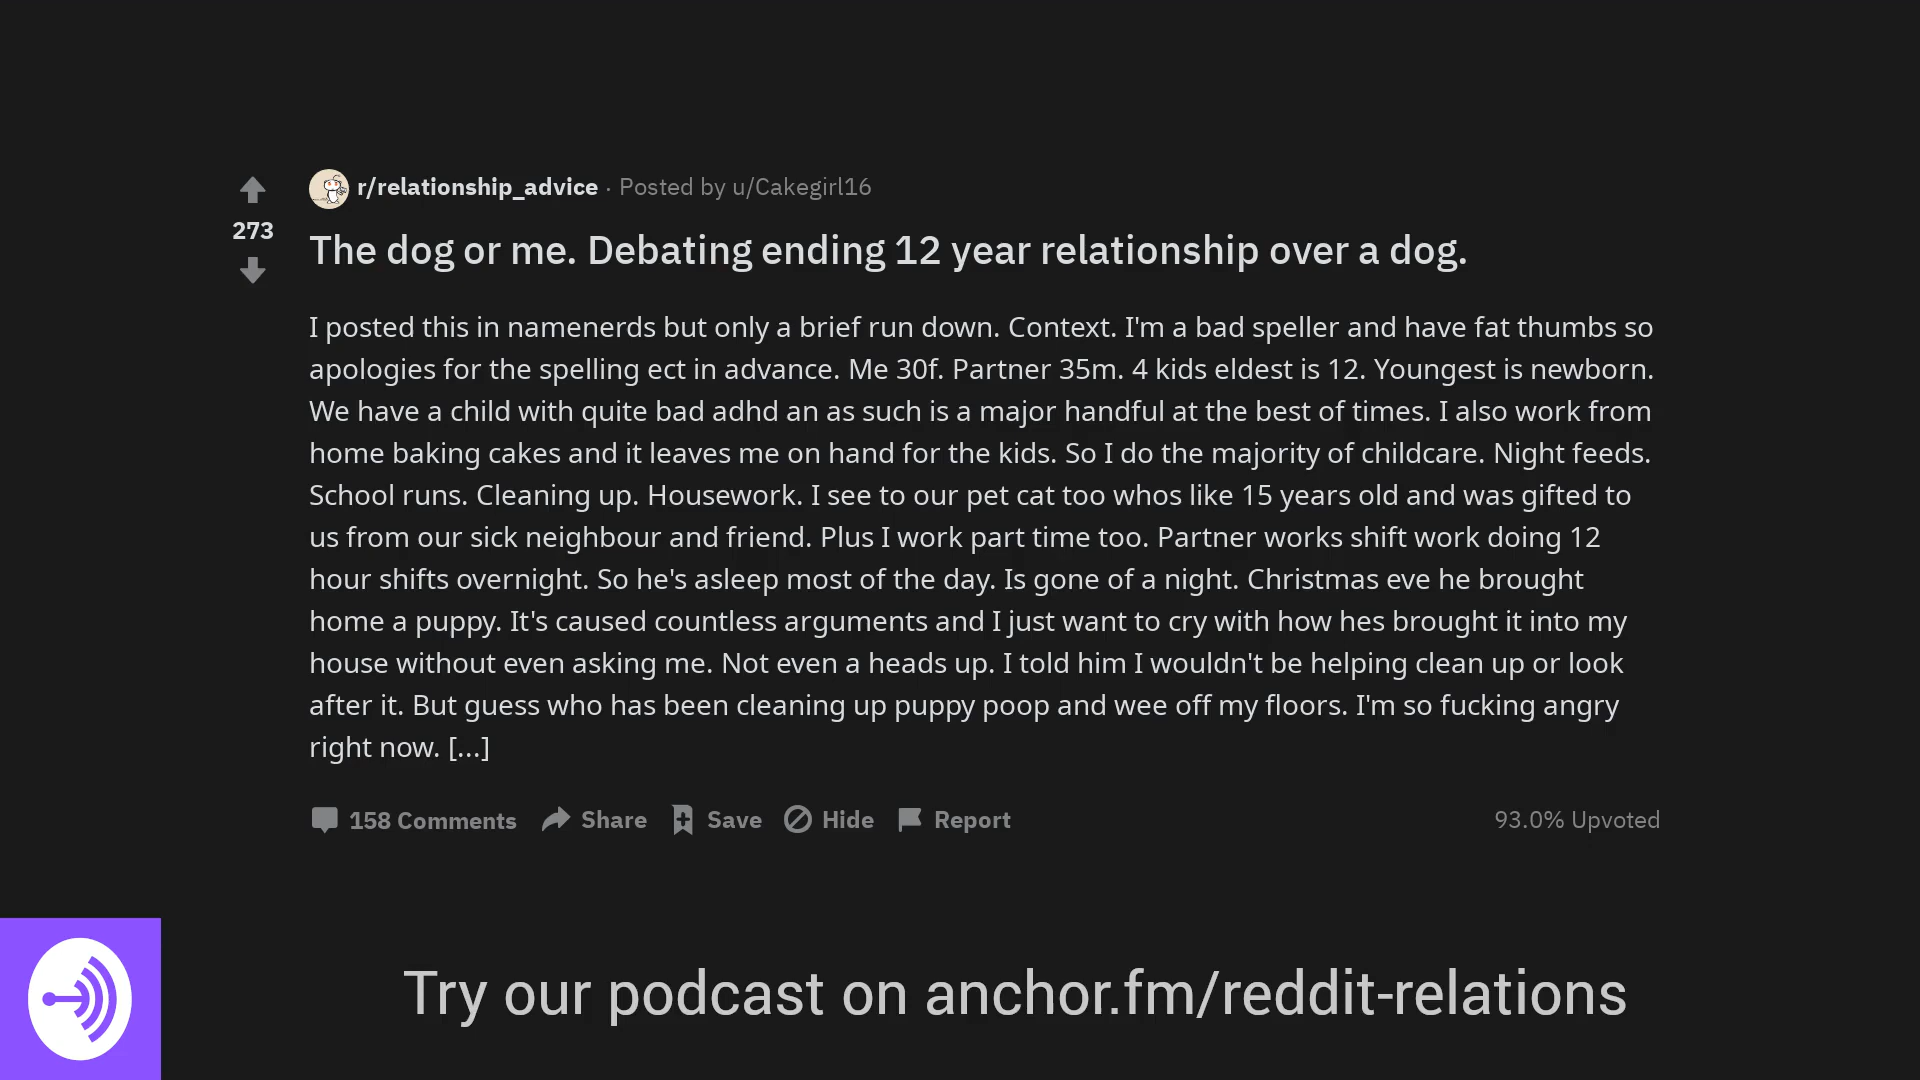 r/relationship_advice · Posted by u/Cakegirl16
273
The dog or me. Debating ending 12 year relationship over a dog.
I posted this in namenerds but only a brief run down. Context. I'm a bad speller and have fat thumbs so
apologies for the spelling ect in advance. Me 30f. Partner 35m. 4 kids eldest is 12. Youngest is newborn.
We have a child with quite bad adhd an as such is a major handful at the best of times. I also work from
home baking cakes and it leaves me on hand for the kids. So I do the majority of childcare. Night feeds.
School runs. Cleaning up. Housework. I see to our pet cat too whos like 15 years old and was gifted to
us from our sick neighbour and friend. Plus I work part time too. Partner works shift work doing 12
hour shifts overnight. So he's asleep most of the day. Is gone of a night. Christmas eve he brought
home a puppy. It's caused countless arguments and I just want to cry with how hes brought it into my
house without even asking me. Not even a heads up. I told him I wouldn't be helping clean up or look
after it. But guess who has been cleaning up puppy poop and wee off my floors. I'm so fucking angry
right now. [...]
158 Comments Share Save Hide Report 93.0% Upvoted
Try our podcast on anchor.fm/reddit-relations